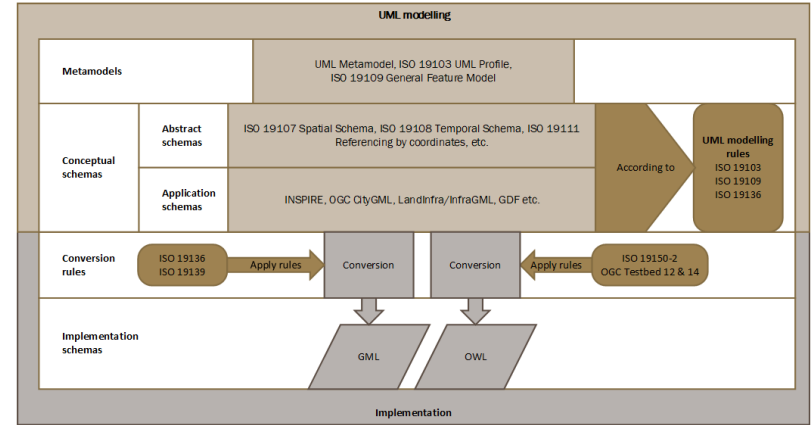 UML modelling
Metamodels
UML Metamodel, ISO 19103 UML Profile,
ISO 19109 General Feature Model
Conceptual
schemas
Abstract
schemas
ISO 19107 Spatial Schema, ISO 19108 Temporal Schema, ISO 19111
Referencing by coordinates, etc.
Application
schemas
INSPIRE, OGC CityGML, LandInfra/InfraGML, GDF etc.
According to
UML modelling
rules
ISO 19103
ISO 19109
ISO 19136
Conversion
rules
ISO 19136
ISO 19139
Apply rules
Conversion
Conversion
Apply rules
ISO 19150-2
OGC Testbed 12 & 14
Implementation
schemas
GML
OWL
Implementation